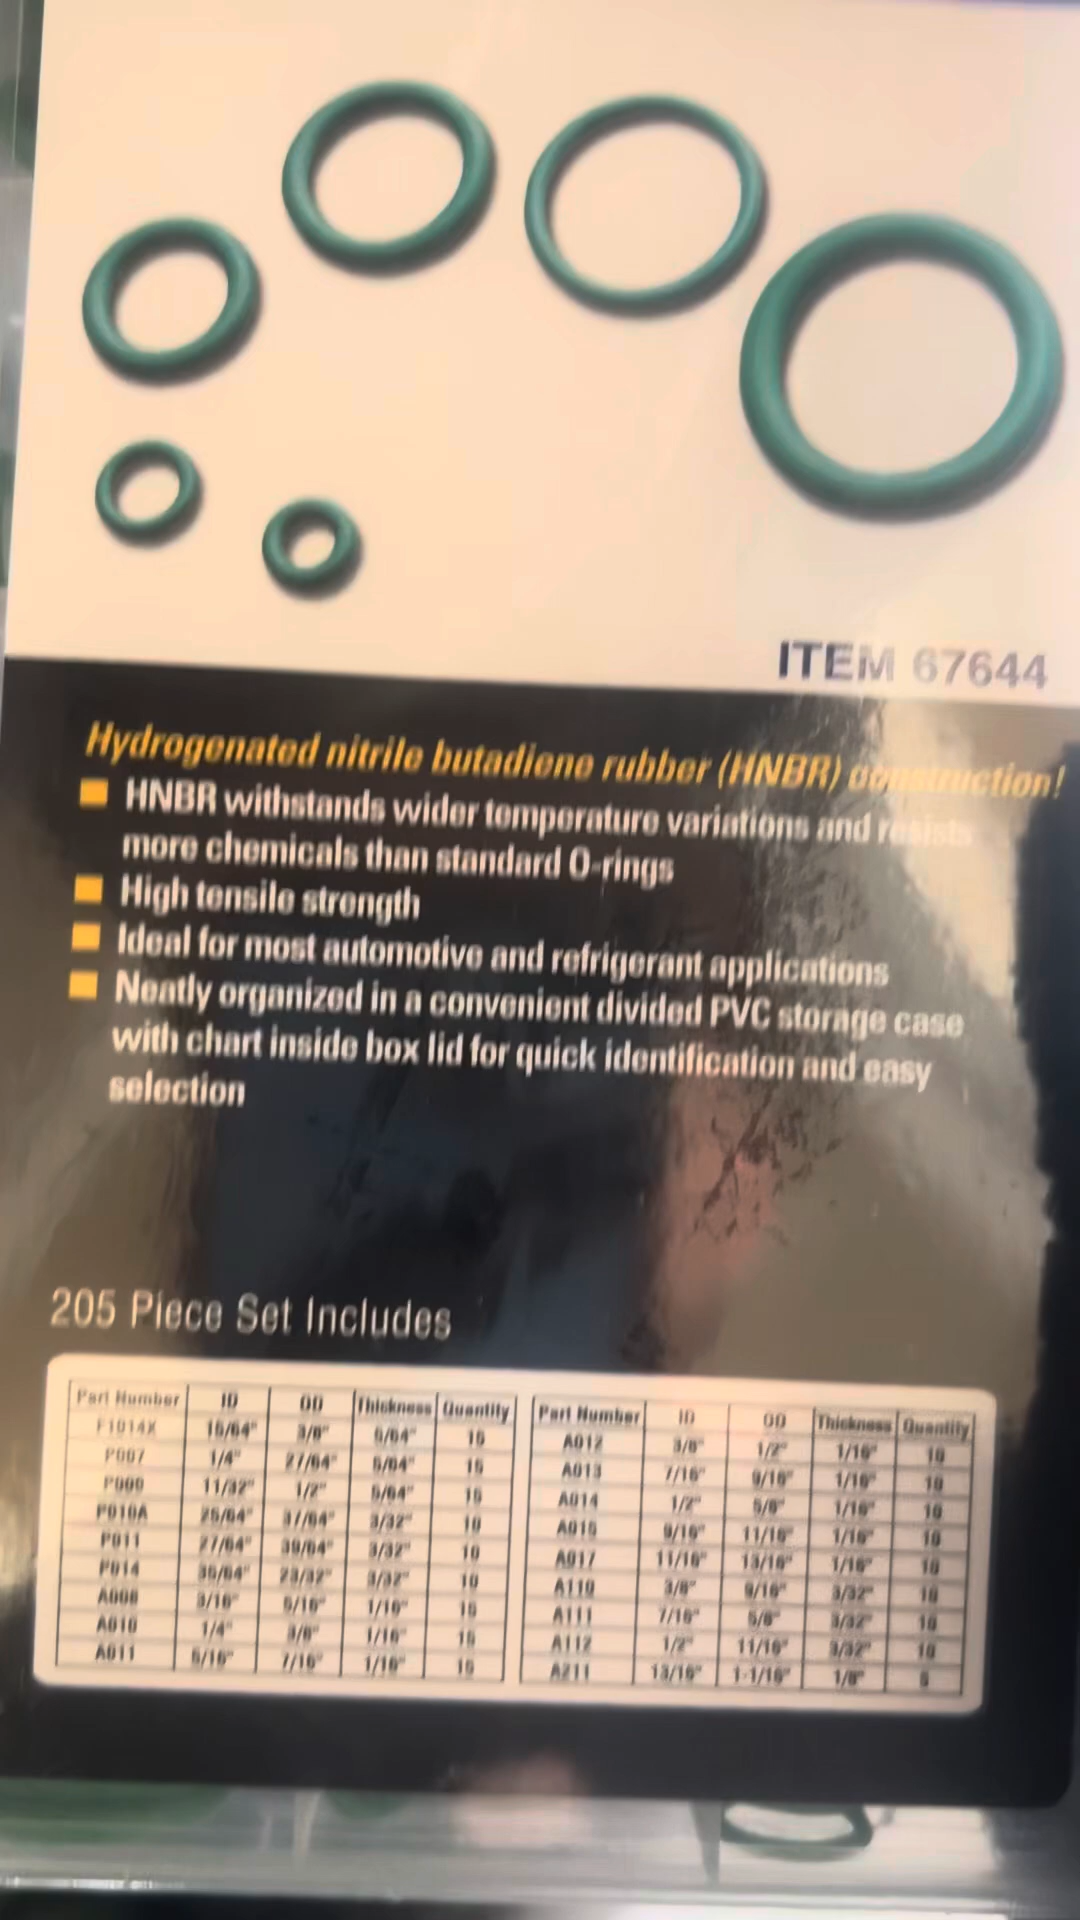 ITEM 67644
Hydrogenated nitrile butadiene rubber (HNBR) construction!
HNBR withstands wider temperature variations and resists
more chemicals than standard O-rings
High tensile strength
Ideal for most automotive and refrigerant applications
Neatly organized in a convenient divided PVC storage case
with chart inside box lid for quick identification and easy
selection
205 Piece Set Includes
Part Number ID OD Thickness Quantity
1/4" 27/64" 5/64" 15
11/32" 1/2" 5/64" 15
25/64" 37/64" 3/32" 10
P011 27/64" 39/64" 3/32" 10
P014 35/64" 23/32" 3/32" 10
3/16" 5/16" 1/16" 15
A010 1/4" 3/8" 1/16" 15
A011 5/16" 7/16" 1/16" 15
Part Number ID OD Thickness Quantity
A012 3/8" 1/2" 1/16" 10
A013 7/16" 9/16" 1/16" 10
A014 1/2" 5/8" 1/16" 10
A015 9/16" 11/16" 1/16" 10
A017 11/16" 13/16" 1/16" 10
A110 3/8" 9/16" 3/32" 10
A111 7/16" 5/8" 3/32" 10
A112 1/2" 11/16" 3/32" 10
A211 13/16" 1-1/16" 1/8" 5